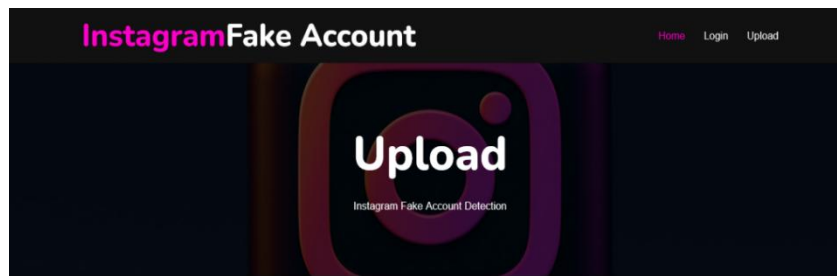 InstagramFake Account
Home Login Upload
Upload
Instagram Fake Account Detection